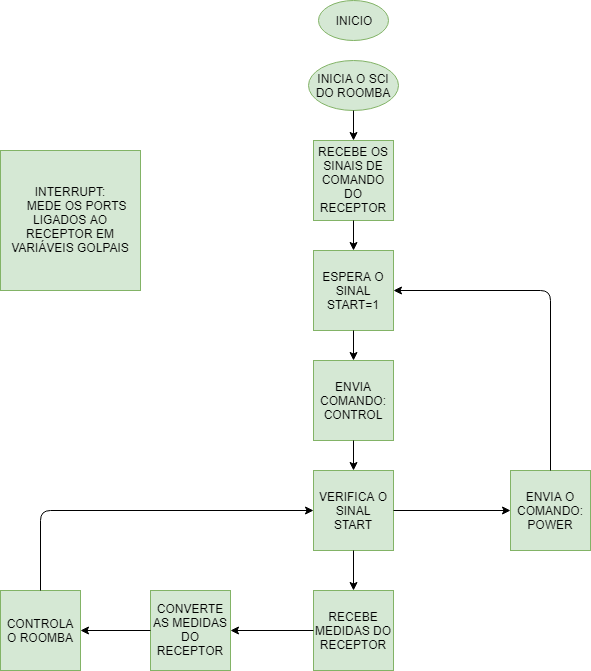 INICIO
INICIA O SCI
DO ROOMBA
RECEBE OS
SINAIS DE
COMANDO
DO
RECEPTOR
INTERRUPT:
MEDE OS PORTS
LIGADOS AO
RECEPTOR EM
VARIÁVEIS GOLPAIS
ESPERA O
SINAL
START=1
ENVIA
COMANDO:
CONTROL
VERIFICA O
SINAL
START
ENVIA O
COMANDO:
POWER
CONTROLA
O ROOMBA
CONVERTE
AS MEDIDAS
DO
RECEPTOR
RECEBE
MEDIDAS DO
RECEPTOR